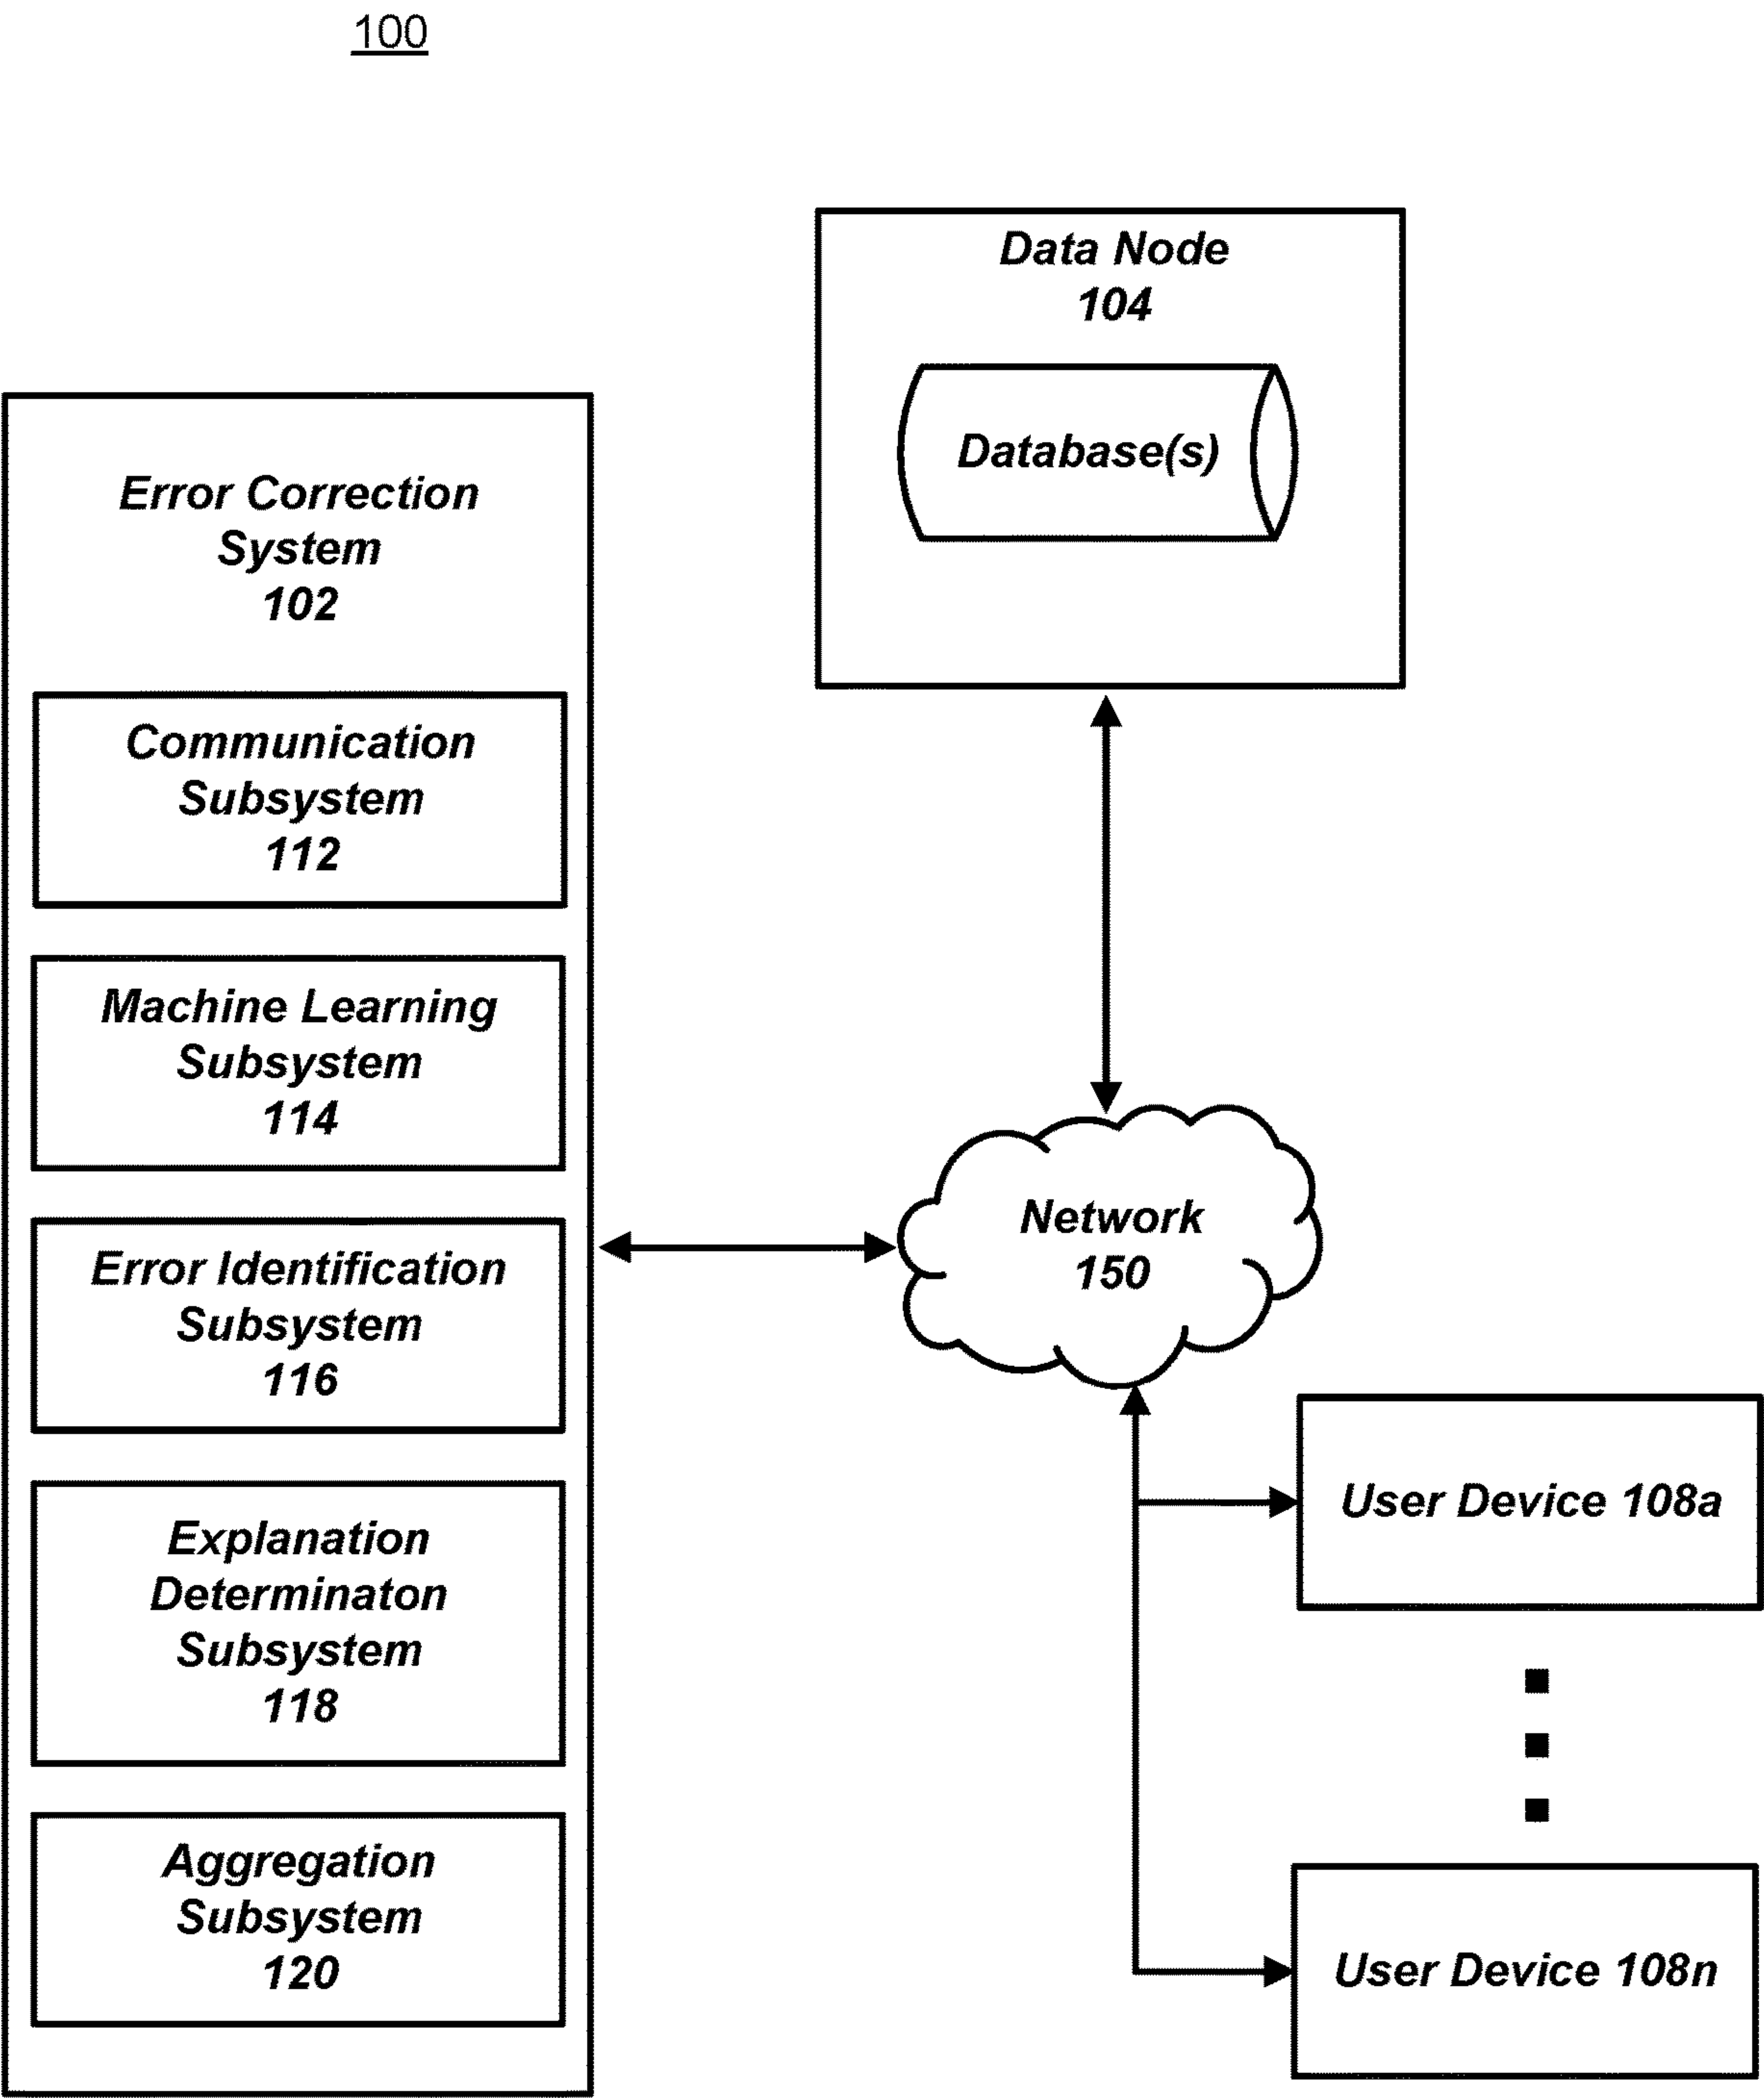 100
Data Node
104
Database(s)
Error Correction
System
102
Communication
Subsystem
112
Machine Learning
Subsystem
114
Error Identification
Subsystem
116
Explanation
Determinaton
Subsystem
118
Aggregation
Subsystem
120
Network
150
User Device 108a
User Device 108n